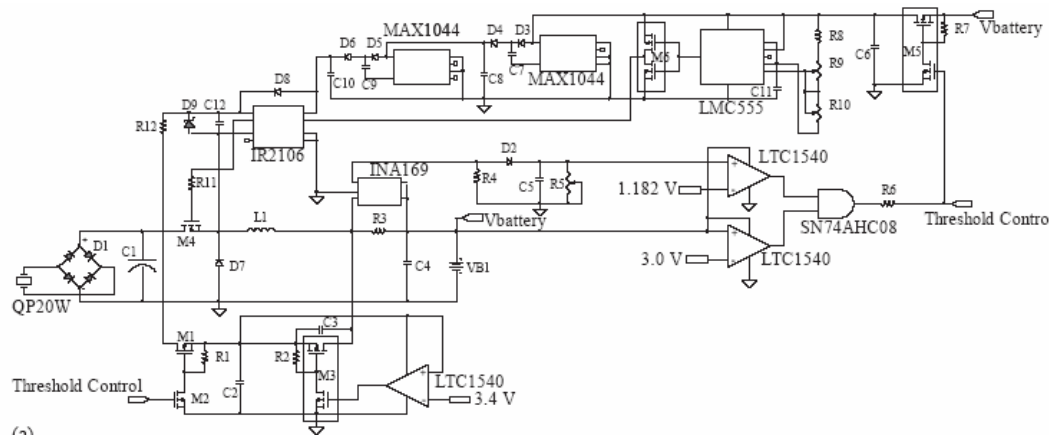 MAX1044
D4 D3
D6 D5
C10
C9
C8
C7
MAX1044
M6
LMC555
C11
R8
R9
R10
C6
M5
R7
Vbattery
D8
D9
C12
R12
IR2106
R11
M4
INA169
D2
R4
C5
R5
LTC1540
1.182 V
R6
SN74AHC08
Threshold Contro
Vbattery
L1
R3
D1
C1
D7
C4
VB1
3.0 V
LTC1540
QP20W
M1
R1
C3
R2
M3
C2
LTC1540
3.4 V
Threshold Control
M2